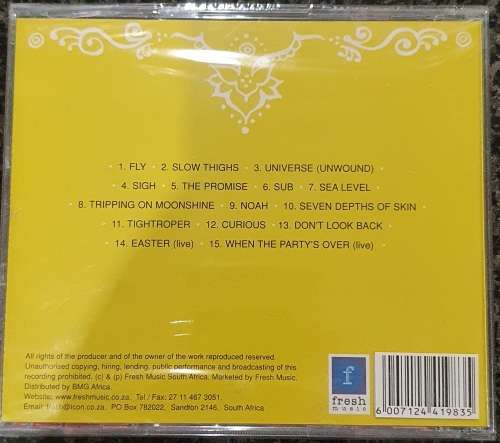 · 1. FLY · 2. SLOW THIGHS · 3. UNIVERSE (UNWOUND) ·
· 4. SIGH · 5. THE PROMISE · 6. SUB · 7. SEA LEVEL ·
· 8. TRIPPING ON MOONSHINE · 9. NOAH · 10. SEVEN DEPTHS OF SKIN ·
· 11. TIGHTROPER · 12. CURIOUS · 13. DON'T LOOK BACK ·
· 14. EASTER (live) · 15. WHEN THE PARTY'S OVER (live) ·
All rights of the producer and of the owner of the work reproduced reserved.
Unauthorised copying, hiring, lending, public performance and broadcasting of this
recording prohibited. (c) & (p) Fresh Music South Africa. Marketed by Fresh Music.
Distributed by BMG Africa.
Website: www.freshmusic.co.za, Tel / Fax: 27 11 467 3051.
Email: fresh@icon.co.za, PO Box 782022, Sandton 2146, South Africa
f
fresh
music
6 007124 419835